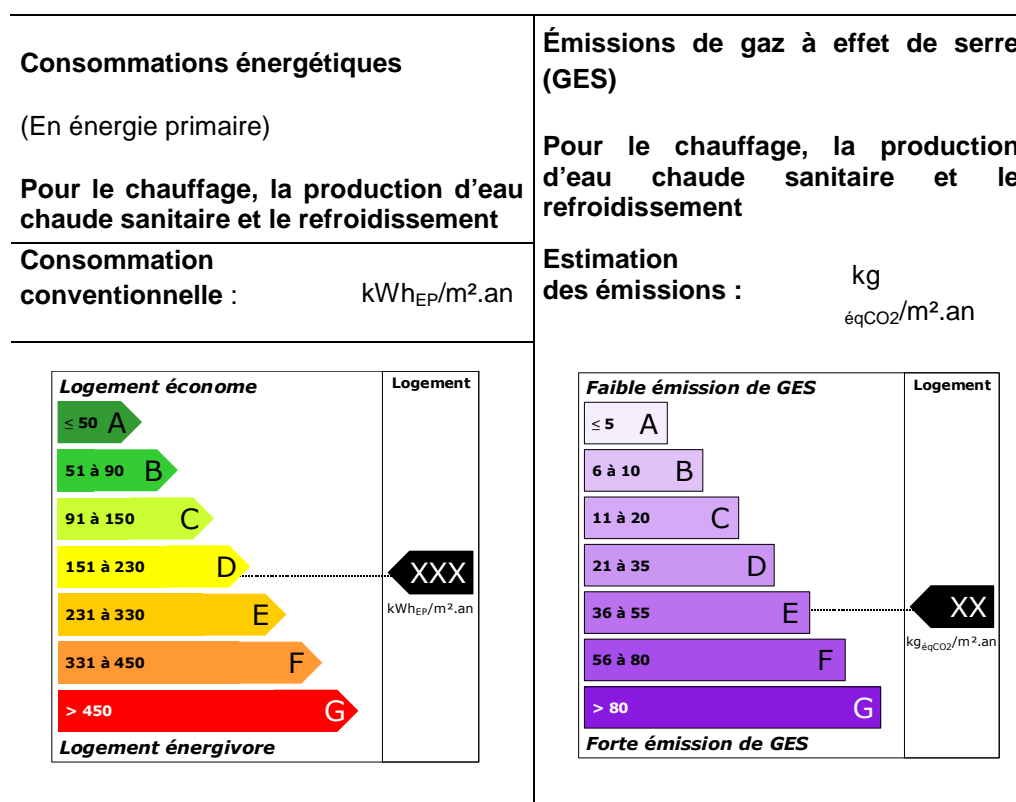 Consommations énergétiques
(En énergie primaire)
Pour le chauffage, la production d’eau
chaude sanitaire et le refroidissement
Consommation
conventionnelle : kWhEP/m².an
Logement économe
Logement
≤ 50 A
51 à 90 B
91 à 150 C
151 à 230 D
XXX
kWhEP/m².an
231 à 330 E
331 à 450 F
> 450 G
Logement énergivore
Émissions de gaz à effet de serre
(GES)
Pour le chauffage, la production
d’eau chaude sanitaire et le
refroidissement
Estimation
des émissions :
kg
éqCO2/m².an
Faible émission de GES
Logement
≤ 5 A
6 à 10 B
11 à 20 C
21 à 35 D
36 à 55 E
XX
kgéqCO2/m².an
56 à 80 F
> 80 G
Forte émission de GES